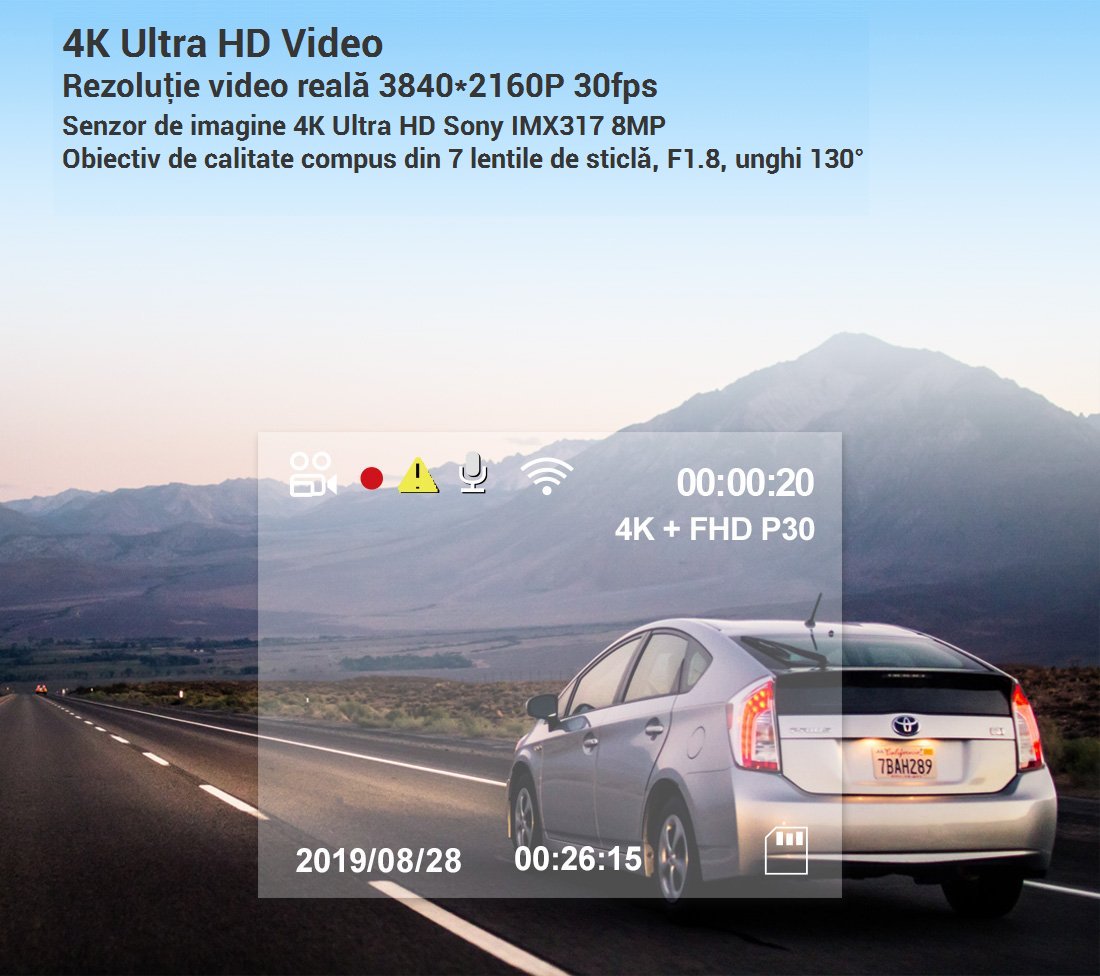 4K Ultra HD Video
Rezoluție video reală 3840*2160P 30fps
Senzor de imagine 4K Ultra HD Sony IMX317 8MP
Obiectiv de calitate compus din 7 lentile de sticlă, F1.8, unghi 130°
00:00:20
4K + FHD P30
California
7BAH289
2019/08/28 00:26:15